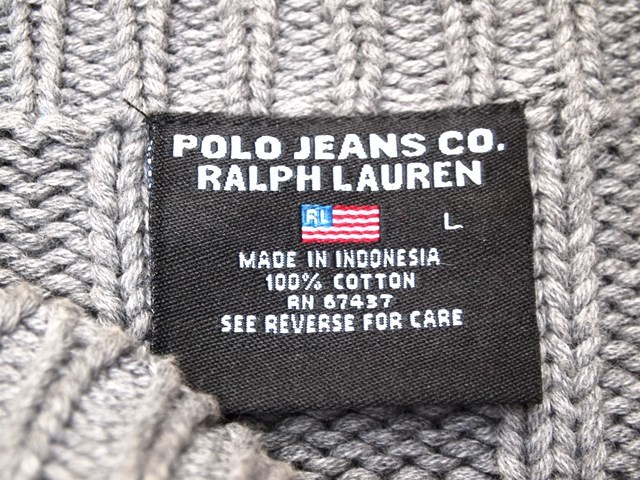 POLO JEANS CO.
RALPH LAUREN
RL
L
MADE IN INDONESIA
100% COTTON
RN 67437
SEE REVERSE FOR CARE